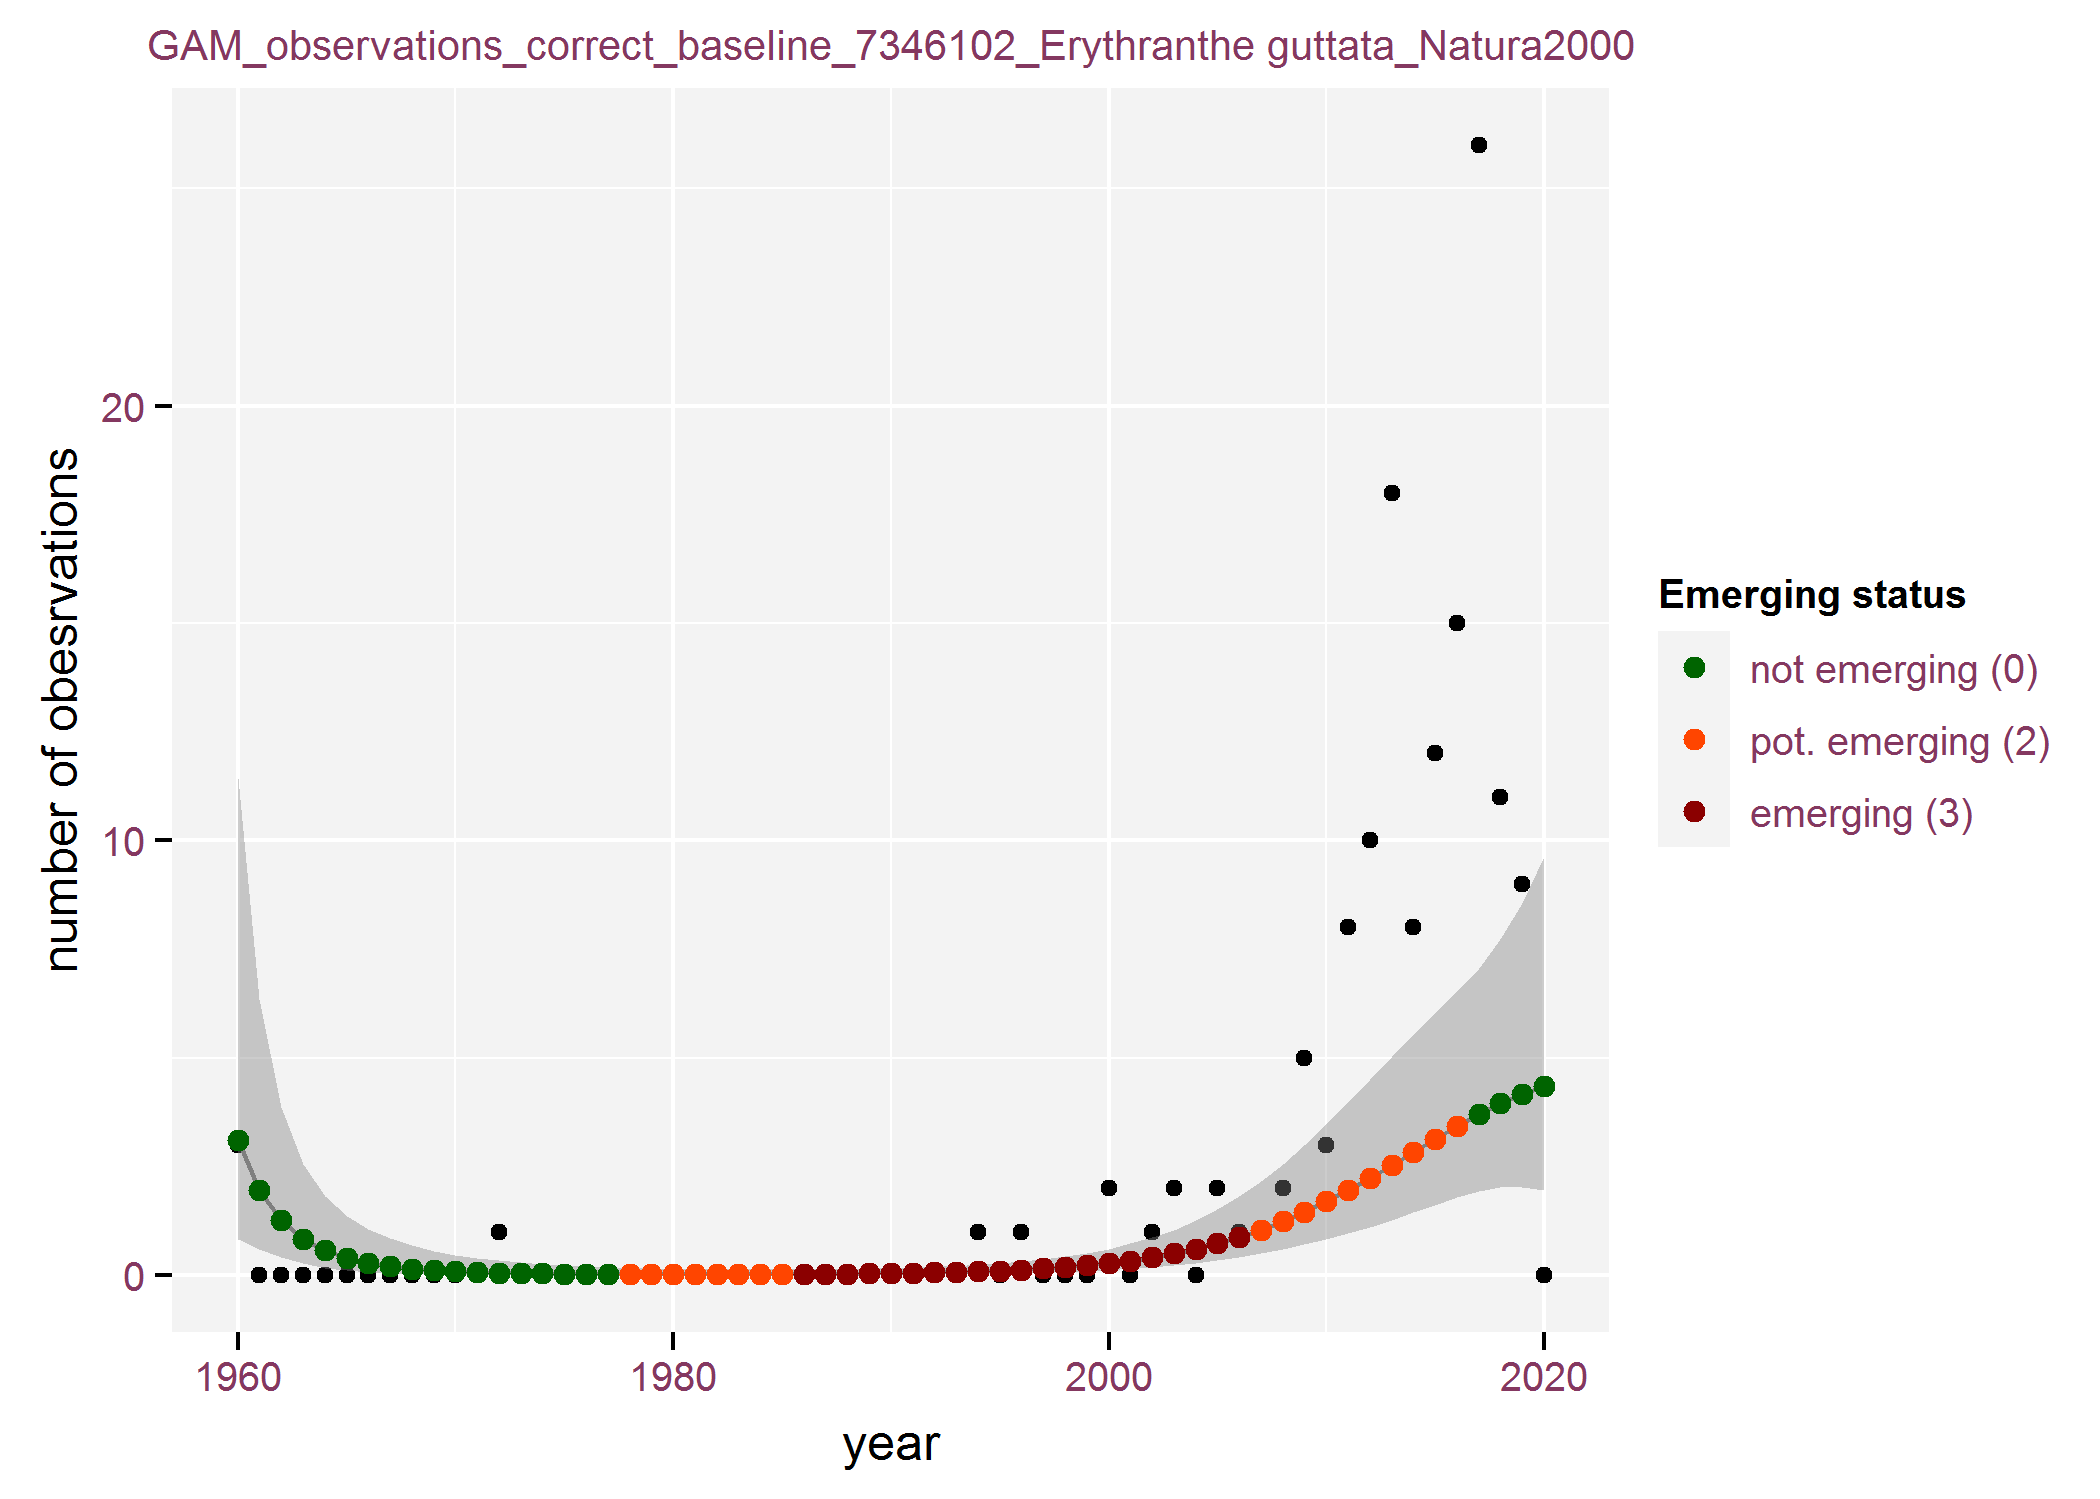 GAM_observations_correct_baseline_7346102_Erythranthe guttata_Natura2000
number of obesrvations
20
10
0
1960
1980
2000
2020
year
Emerging status
not emerging (0)
pot. emerging (2)
emerging (3)